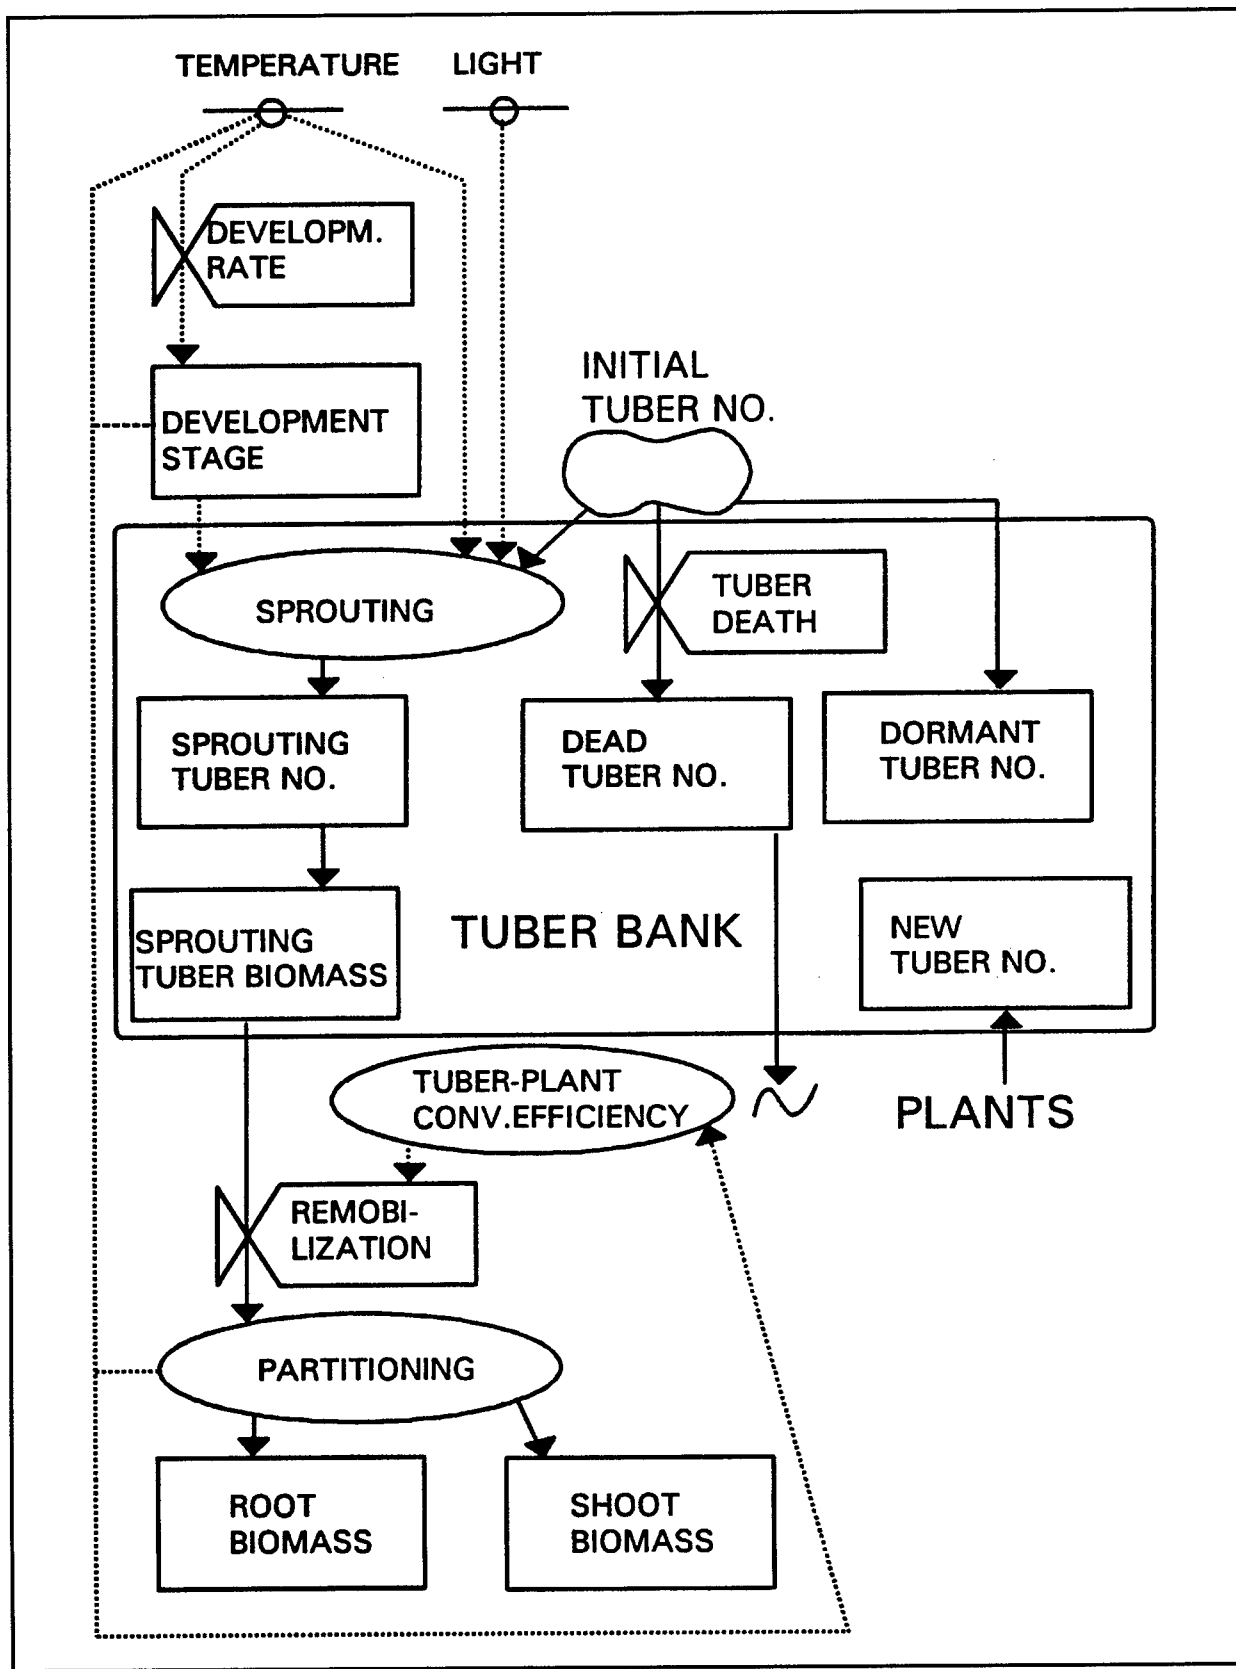 TEMPERATURE
LIGHT
DEVELOPM.
RATE
DEVELOPMENT
STAGE
INITIAL
TUBER NO.
SPROUTING
TUBER
DEATH
SPROUTING
TUBER NO.
DEAD
TUBER NO.
DORMANT
TUBER NO.
SPROUTING
TUBER BIOMASS
TUBER BANK
NEW
TUBER NO.
TUBER-PLANT
CONV.EFFICIENCY
PLANTS
REMOBI-
LIZATION
PARTITIONING
ROOT
BIOMASS
SHOOT
BIOMASS